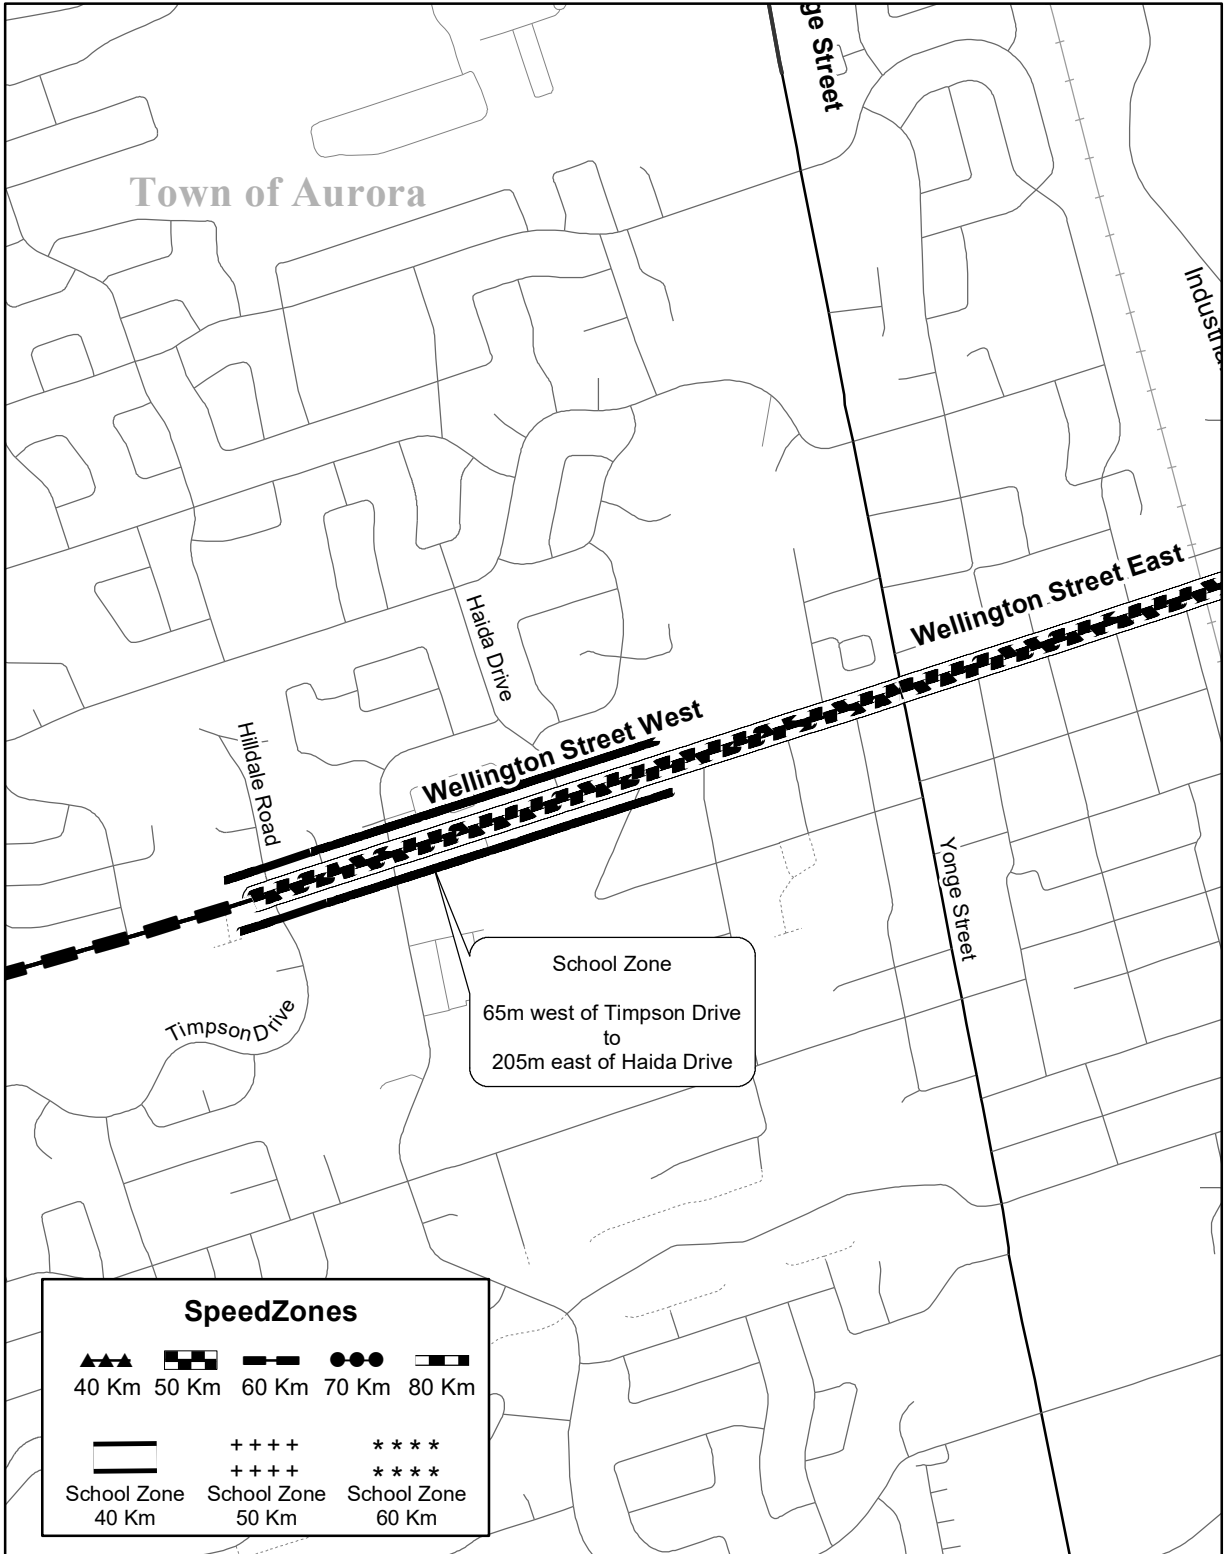 ge Street
Town of Aurora
Wellington Street East
Haida Drive
Wellington Street West
Hilldale Road
Yonge Street
School Zone
65m west of Timpson Drive
to
205m east of Haida Drive
Timpson Drive
SpeedZones
40 Km 50 Km 60 Km 70 Km 80 Km
School Zone School Zone School Zone
40 Km 50 Km 60 Km